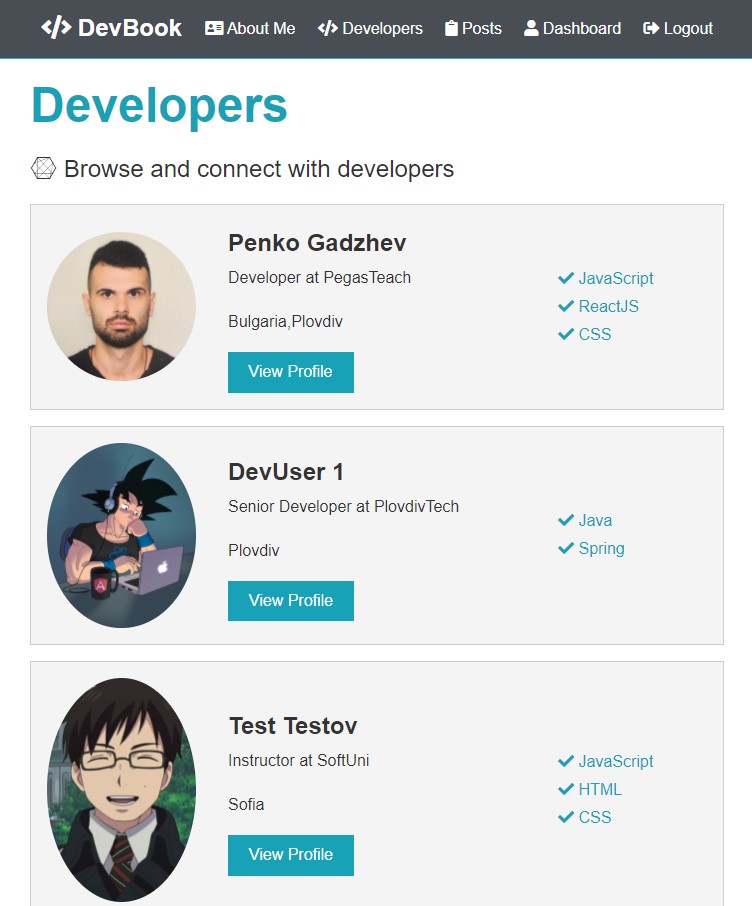 </> DevBook About Me </> Developers Posts Dashboard Logout
Developers
Browse and connect with developers
Penko Gadzhev
Developer at PegasTeach
Bulgaria,Plovdiv
View Profile
JavaScript
ReactJS
CSS
DevUser 1
Senior Developer at PlovdivTech
Plovdiv
View Profile
Java
Spring
Test Testov
Instructor at SoftUni
Sofia
View Profile
JavaScript
HTML
CSS